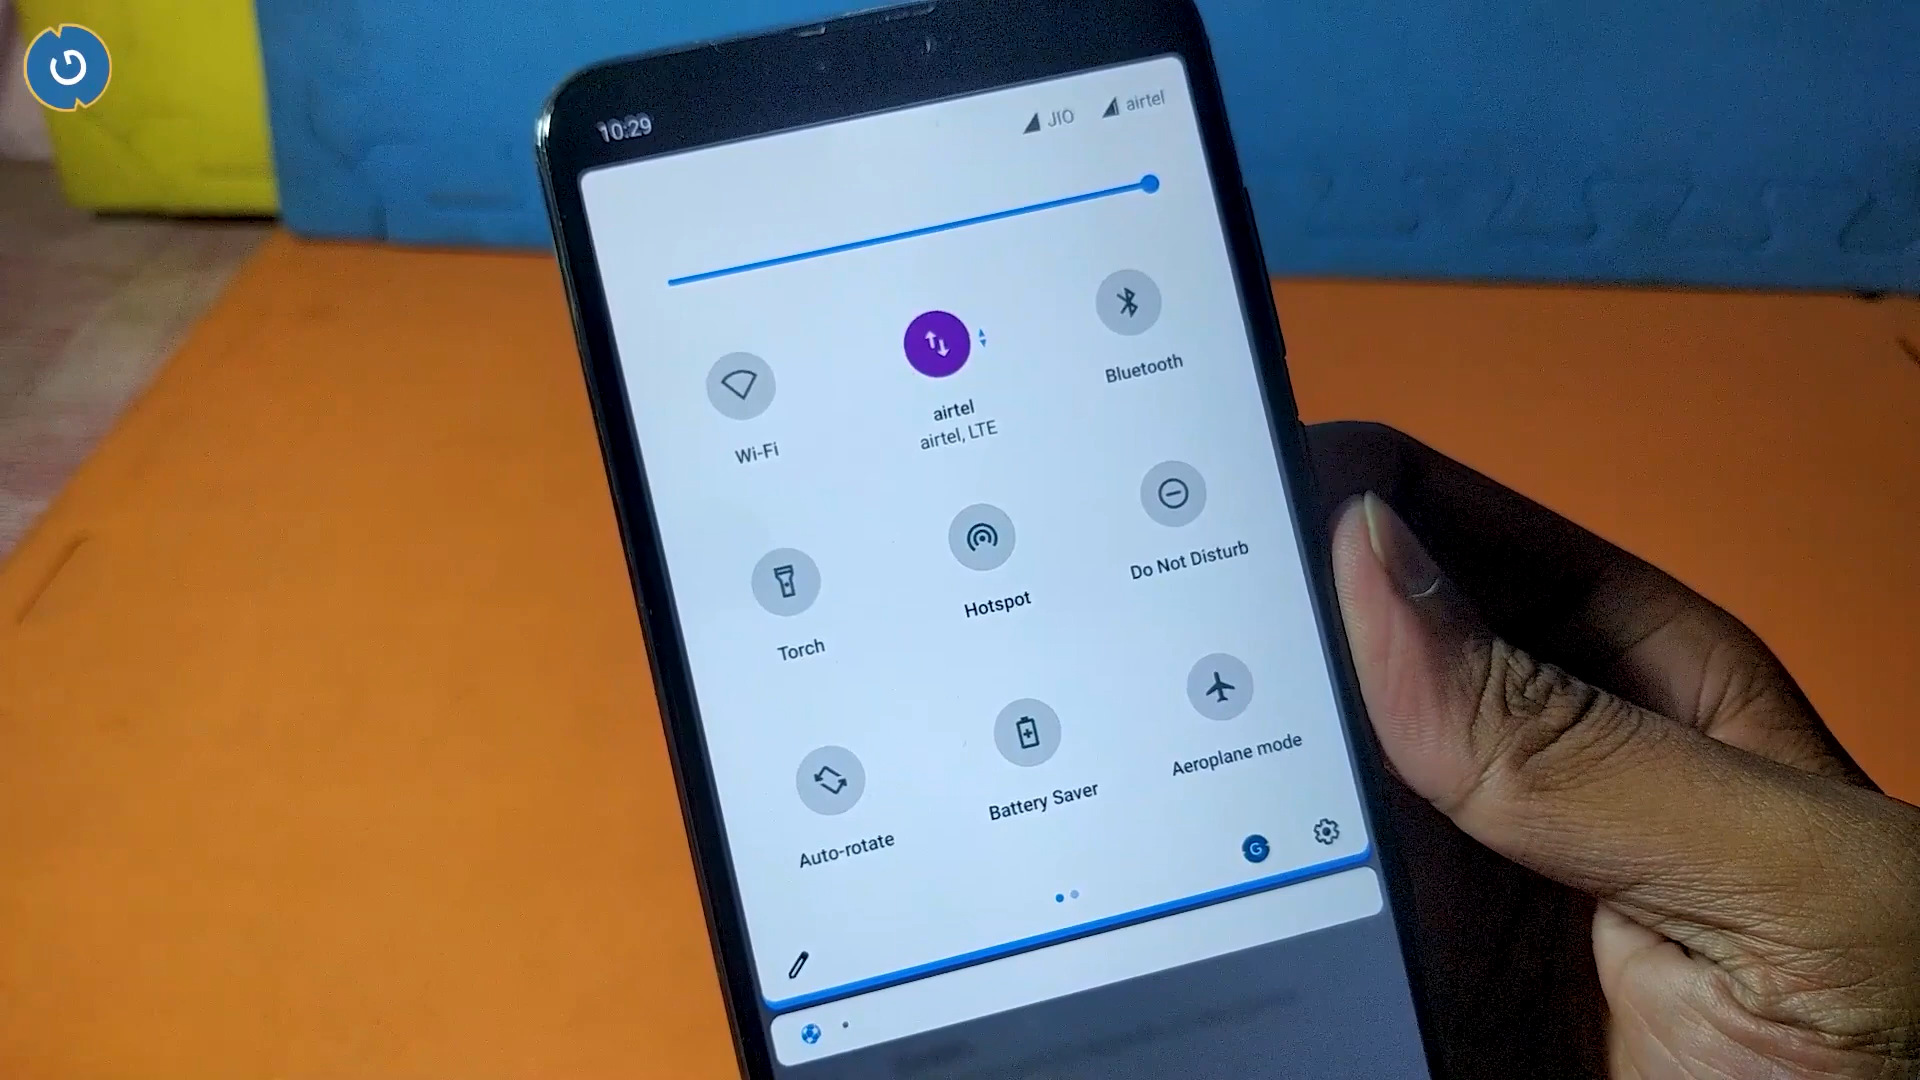 10:29
JIO
airtel
Wi-Fi
airtel
airtel, LTE
Bluetooth
Torch
Hotspot
Do Not Disturb
Auto-rotate
Battery Saver
Aeroplane mode
G